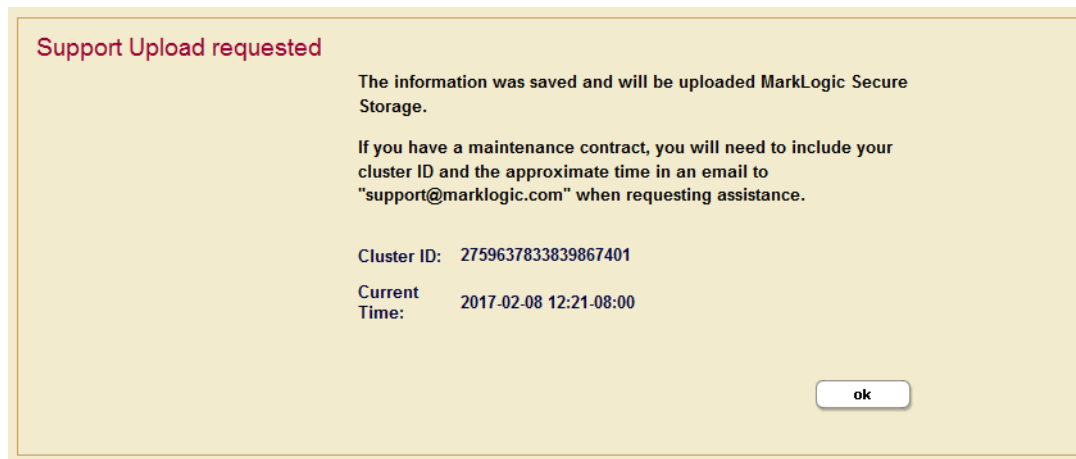 Support Upload requested
The information was saved and will be uploaded MarkLogic Secure
Storage.
If you have a maintenance contract, you will need to include your
cluster ID and the approximate time in an email to
"support@marklogic.com" when requesting assistance.
Cluster ID: 2759637833839867401
Current
Time: 2017-02-08 12:21-08:00
ok